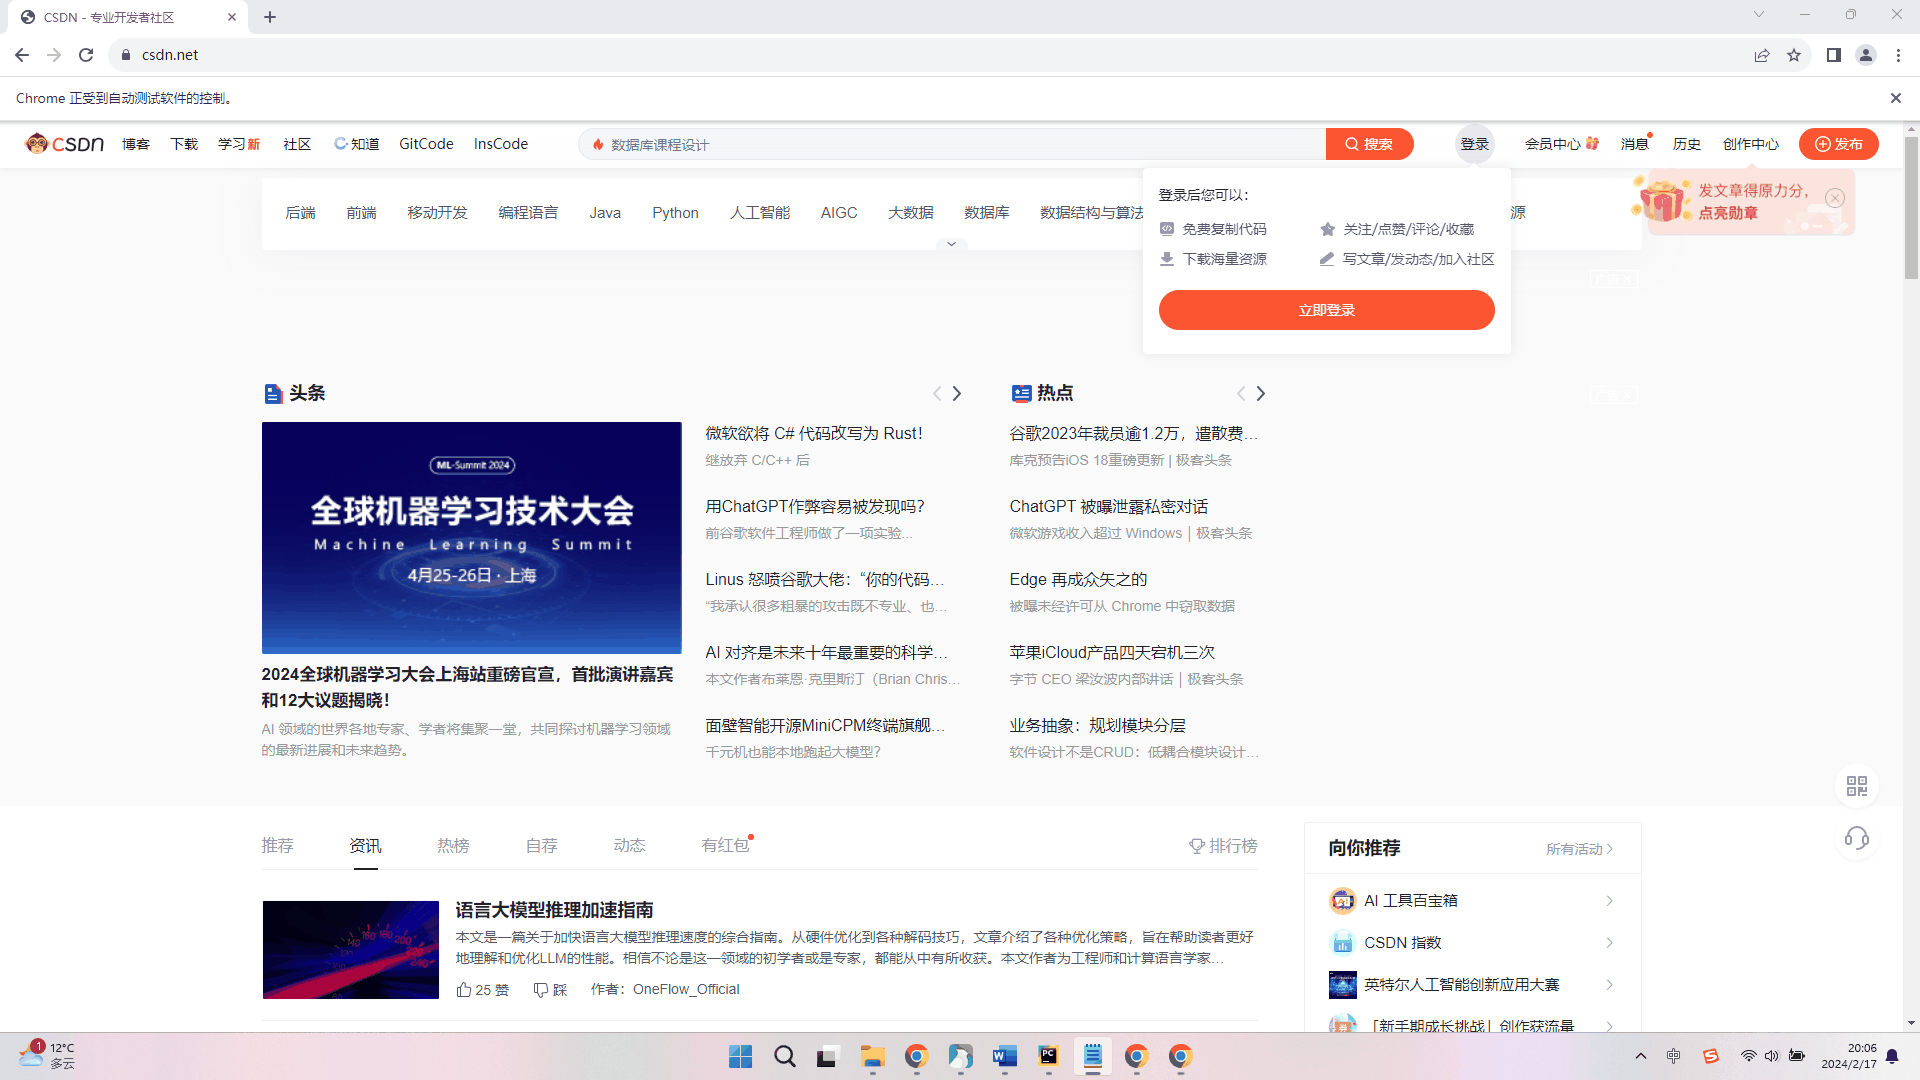 CSDN - 专业开发者社区
csdn.net
Chrome 正受到自动测试软件的控制。
CSDN 博客 下载 学习新 社区 C知道 GitCode InsCode 数据库课程设计 搜索 登录 会员中心 消息 历史 创作中心 发布
后端 前端 移动开发 编程语言 Java Python 人工智能 AIGC 大数据 数据库 数据结构与算法 源
登录后您可以：
免费复制代码 关注/点赞/评论/收藏
下载海量资源 写文章/发动态/加入社区
立即登录
发文章得原力分，
点亮勋章
头条
ML-Summit 2024
全球机器学习技术大会
Machine Learning Summit
4月25-26日 · 上海
2024全球机器学习大会上海站重磅官宣，首批演讲嘉宾
和12大议题揭晓！
AI 领域的世界各地专家、学者将集聚一堂，共同探讨机器学习领域
的最新进展和未来趋势。
微软欲将 C# 代码改写为 Rust！
继放弃 C/C++ 后
用ChatGPT作弊容易被发现吗？
前谷歌软件工程师做了一项实验...
Linus 怒喷谷歌大佬：“你的代码...
“我承认很多粗暴的攻击既不专业、也...
AI 对齐是未来十年最重要的科学...
本文作者布莱恩·克里斯汀（Brian Chris...
面壁智能开源MiniCPM终端旗舰...
千元机也能本地跑起大模型？
热点
谷歌2023年裁员逾1.2万，遣散费...
库克预告iOS 18重磅更新 | 极客头条
ChatGPT 被曝泄露私密对话
微软游戏收入超过 Windows｜极客头条
Edge 再成众矢之的
被曝未经许可从 Chrome 中窃取数据
苹果iCloud产品四天宕机三次
字节 CEO 梁汝波内部讲话｜极客头条
业务抽象：规划模块分层
软件设计不是CRUD：低耦合模块设计...
推荐 资讯 热榜 自荐 动态 有红包 排行榜
语言大模型推理加速指南
本文是一篇关于加快语言大模型推理速度的综合指南。从硬件优化到各种解码技巧，文章介绍了各种优化策略，旨在帮助读者更好
地理解和优化LLM的性能。相信不论是这一领域的初学者或是专家，都能从中有所收获。本文作者为工程师和计算语言学家...
25 赞 踩 作者：OneFlow_Official
向你推荐 所有活动
AI 工具百宝箱
CSDN 指数
英特尔人工智能创新应用大赛
「新手期成长挑战」创作获流量
1
12°C
多云
中
20:06
2024/2/17